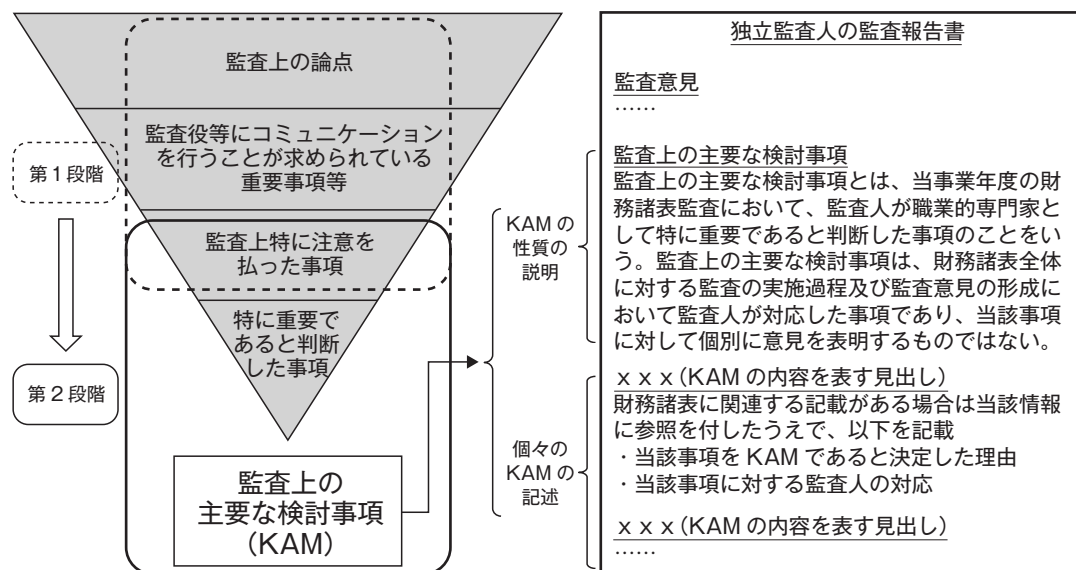 監査上の論点
監査役等にコミュニケーション
を行うことが求められている
重要事項等
監査上特に注意を
払った事項
特に重要で
あると判断
した事項
第1段階
第2段階
監査上の
主要な検討事項
(KAM)
KAMの
性質の
説明
個々の
KAMの
記述
独立監査人の監査報告書
監査意見
……
監査上の主要な検討事項
監査上の主要な検討事項とは、当事業年度の財
務諸表監査において、監査人が職業的専門家と
して特に重要であると判断した事項のことをい
う。監査上の主要な検討事項は、財務諸表全体
に対する監査の実施過程及び監査意見の形成に
おいて監査人が対応した事項であり、当該事項
に対して個別に意見を表明するものではない。
ｘｘｘ(KAMの内容を表す見出し)
財務諸表に関連する記載がある場合は当該情報
に参照を付したうえで、以下を記載
・当該事項をKAMであると決定した理由
・当該事項に対する監査人の対応
ｘｘｘ(KAMの内容を表す見出し)
……